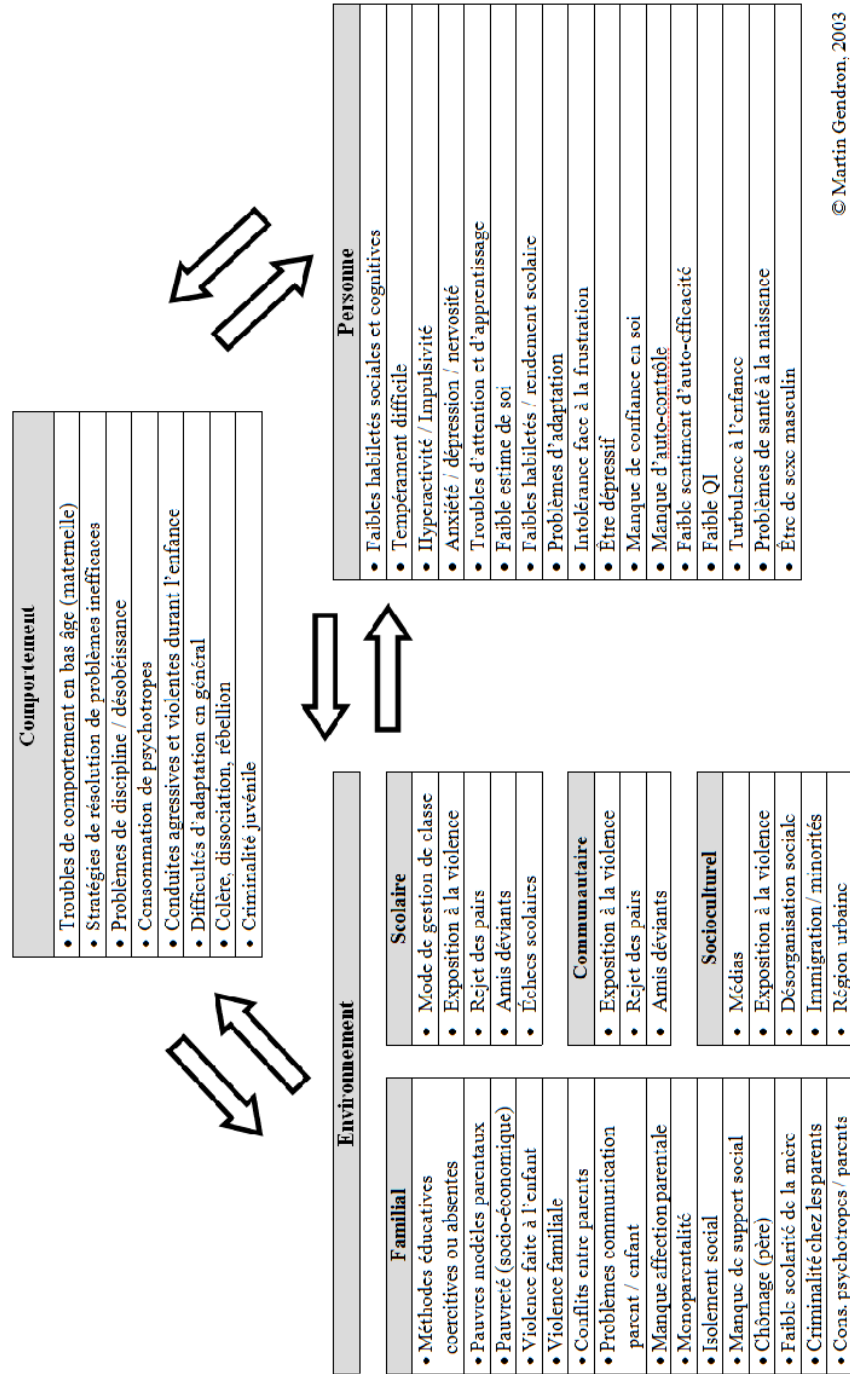 Comportement
• Troubles de comportement en bas âge (maternelle)
• Stratégies de résolution de problèmes inefficaces
• Problèmes de discipline / désobéissance
• Consommation de psychotropes
• Conduites agressives et violentes durant l'enfance
• Difficultés d'adaptation en général
• Colère, dissociation, rébellion
• Criminalité juvénile
Environnement
Familial
• Méthodes éducatives
coercitives ou absentes
• Pauvres modèles parentaux
• Pauvreté (socio-économique)
• Violence faite à l'enfant
• Violence familiale
• Conflits entre parents
• Problèmes communication
parent / enfant
• Manque affection parentale
• Monoparentalité
• Isolement social
• Manque de support social
• Chômage (père)
• Faible scolarité de la mère
• Criminalité chez les parents
• Cons. psychotropes / parents
Scolaire
• Mode de gestion de classe
• Exposition à la violence
• Rejet des pairs
• Amis déviants
• Échecs scolaires
Communautaire
• Exposition à la violence
• Rejet des pairs
• Amis déviants
Socioculturel
• Médias
• Exposition à la violence
• Désorganisation sociale
• Immigration / minorités
• Région urbaine
Personne
• Faibles habiletés sociales et cognitives
• Tempérament difficile
• Hyperactivité / Impulsivité
• Anxiété / dépression / nervosité
• Troubles d'attention et d'apprentissage
• Faible estime de soi
• Faibles habiletés / rendement scolaire
• Problèmes d'adaptation
• Intolérance face à la frustration
• Être dépressif
• Manque de confiance en soi
• Manque d'auto-contrôle
• Faible sentiment d'auto-efficacité
• Faible QI
• Turbulence à l'enfance
• Problèmes de santé à la naissance
• Être de sexe masculin
© Martin Gendron, 2003